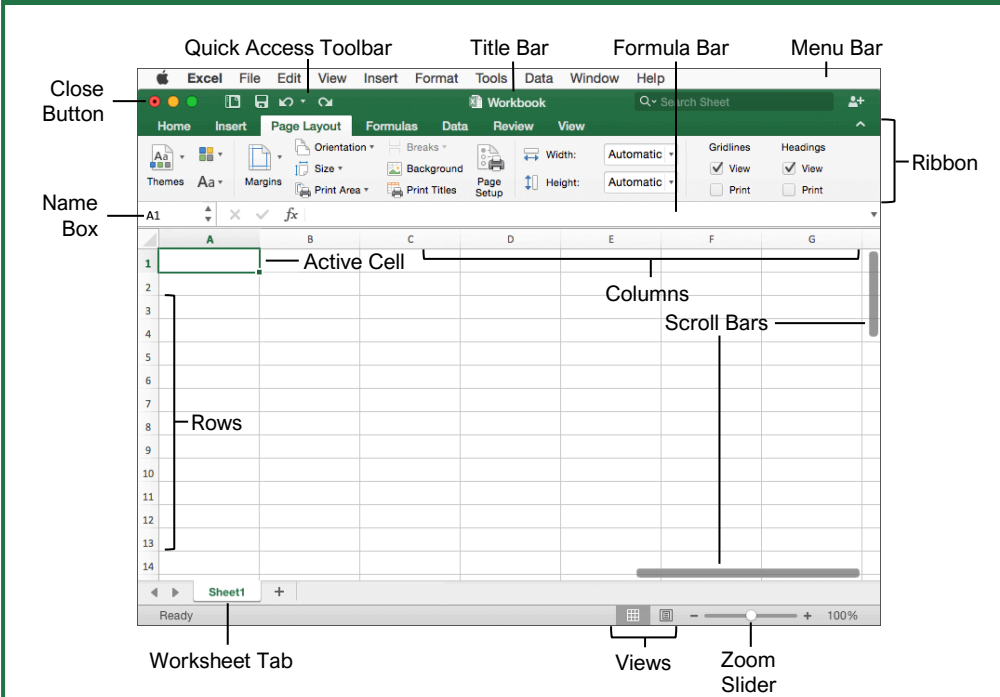 Quick Access Toolbar Title Bar Formula Bar Menu Bar
Excel File Edit View Insert Format Tools Data Window Help
Close
Button
Workbook Search Sheet
Home Insert Page Layout Formulas Data Review View
Orientation Breaks Width: Automatic Gridlines Headings
Aa Size Background View View
Themes Aa Margins Print Area Print Titles Page
Setup Height: Automatic Print Print
Ribbon
Name
Box
A1 fx
A B C D E F G
1 Active Cell
2 Columns
3
Scroll Bars
4
5
6
7
8 Rows
9
10
11
12
13
14
Sheet1 +
Ready - + 100%
Worksheet Tab Views Zoom
Slider